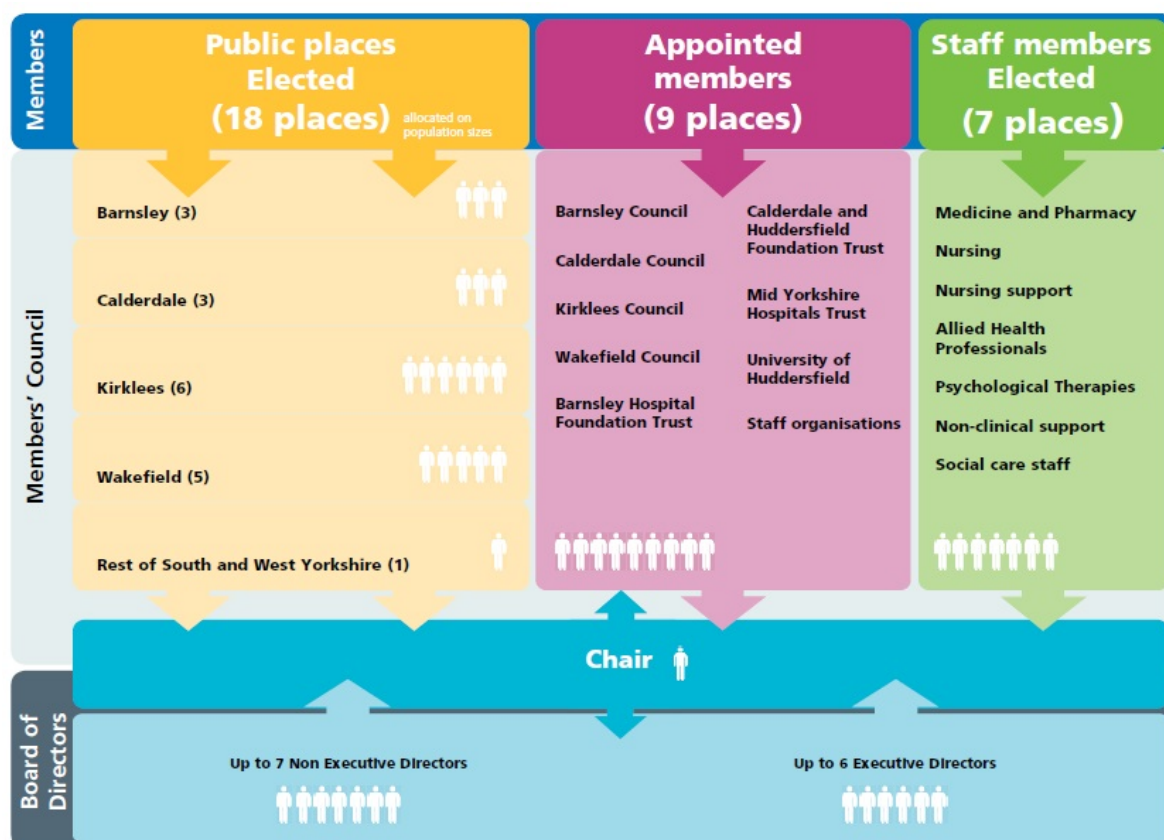 Members
Public places
Elected
(18 places)
allocated on
population sizes
Appointed
members
(9 places)
Staff members
Elected
(7 places)
Members' Council
Barnsley (3)
Calderdale (3)
Kirklees (6)
Wakefield (5)
Rest of South and West Yorkshire (1)
Barnsley Council
Calderdale Council
Kirklees Council
Wakefield Council
Barnsley Hospital
Foundation Trust
Calderdale and
Huddersfield
Foundation Trust
Mid Yorkshire
Hospitals Trust
University of
Huddersfield
Staff organisations
Medicine and Pharmacy
Nursing
Nursing support
Allied Health
Professionals
Psychological Therapies
Non-clinical support
Social care staff
Chair
Board of
Directors
Up to 7 Non Executive Directors
Up to 6 Executive Directors